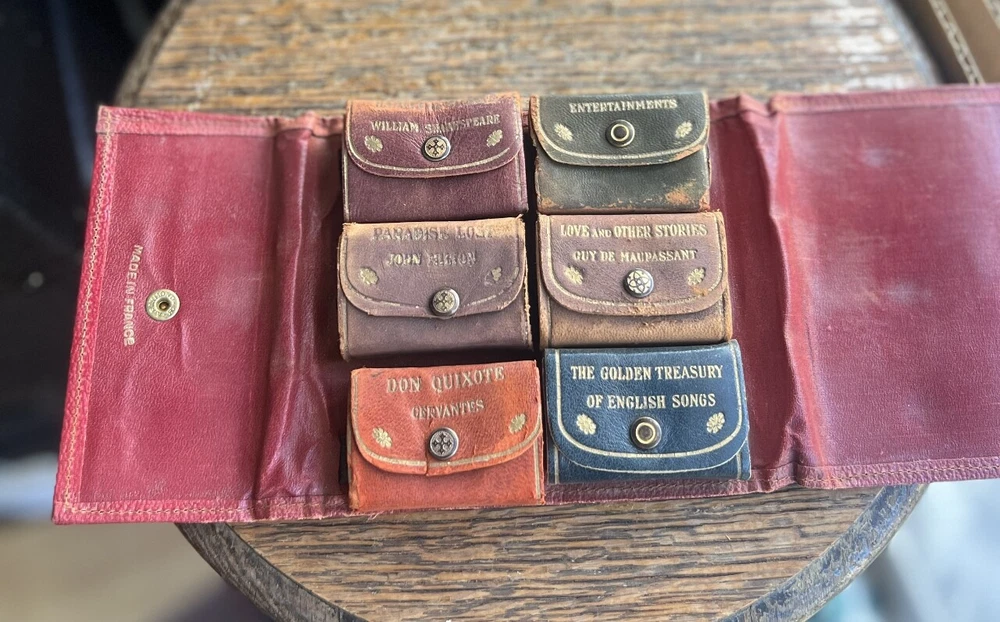 MADE IN FRANCE
WILLIAM SHAKESPEARE
ENTERTAINMENTS
PARADISE LOST
JOHN MILTON
LOVE AND OTHER STORIES
GUY DE MAUPASSANT
DON QUIXOTE
CERVANTES
THE GOLDEN TREASURY
OF ENGLISH SONGS